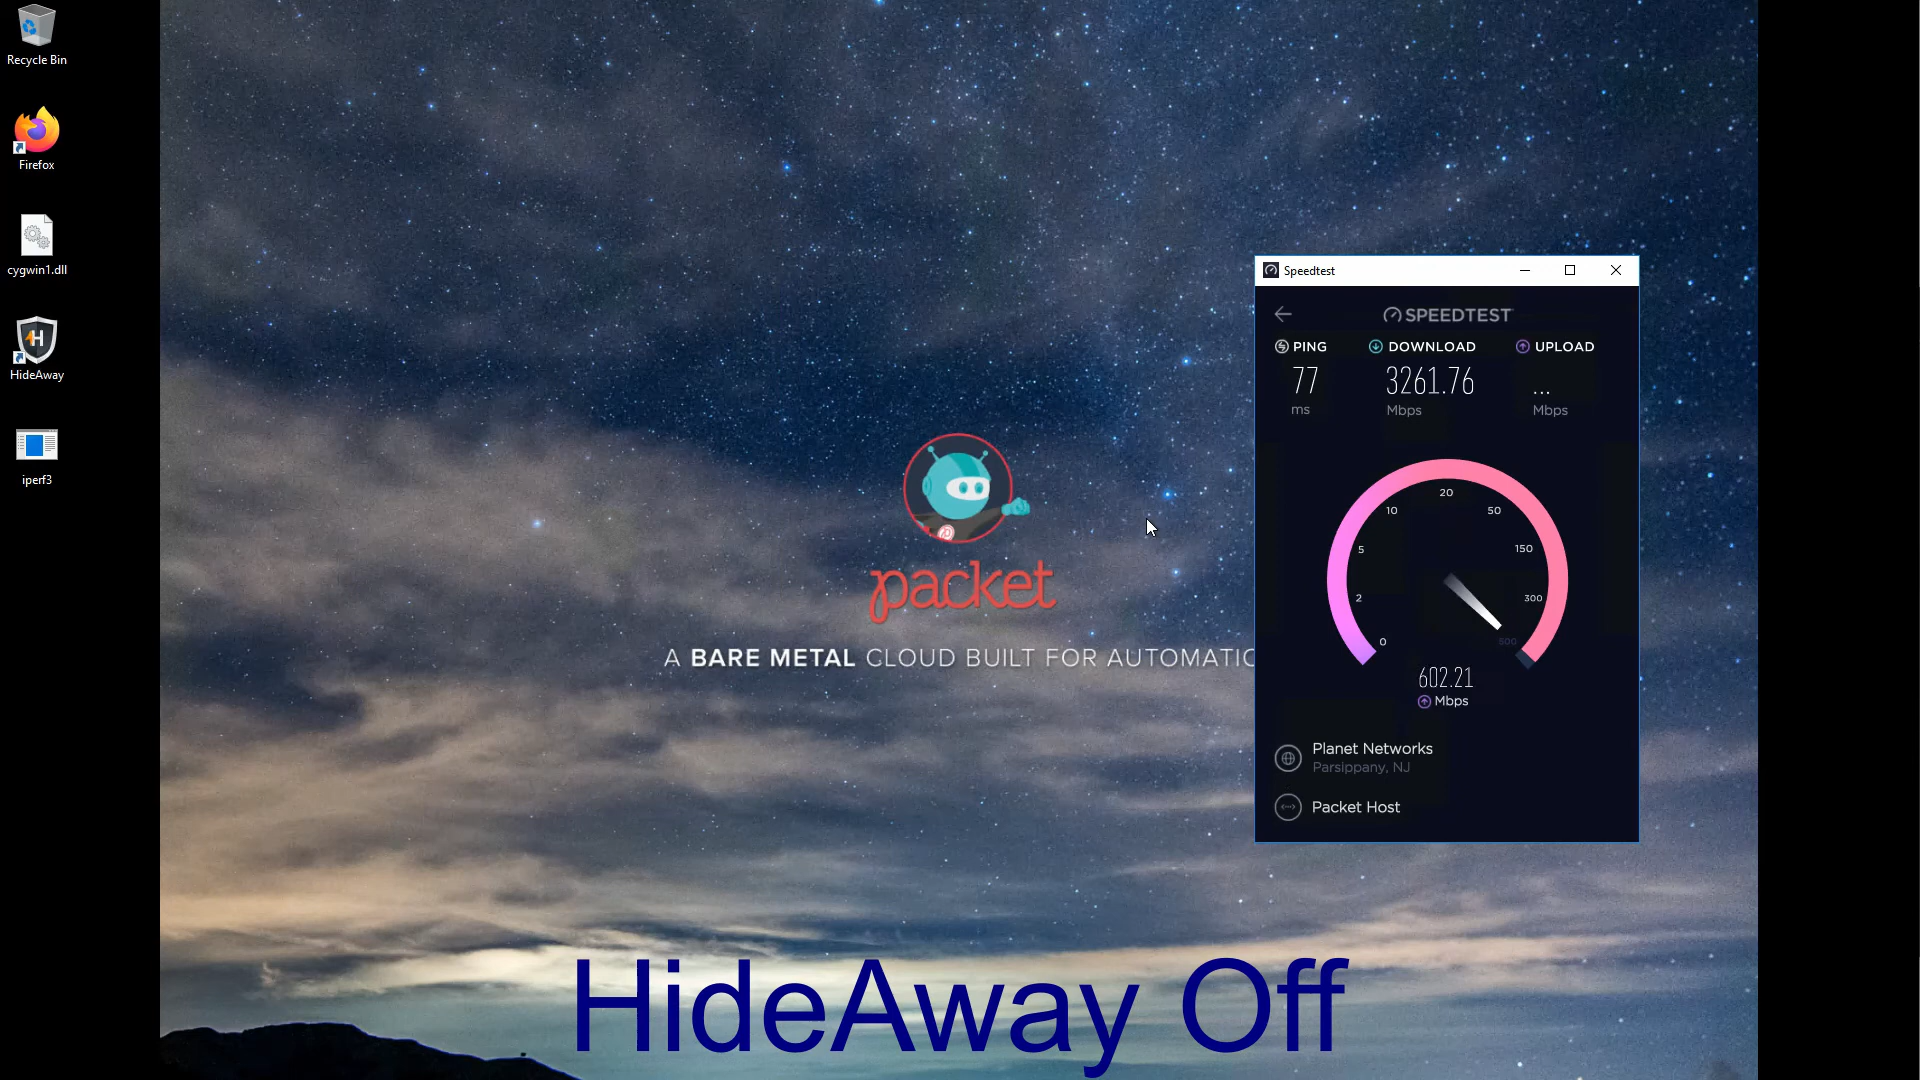 Recycle Bin
Firefox
cygwin1.dll
HideAway
iperf3
packet
A BARE METAL CLOUD BUILT FOR AUTOMATIC
Speedtest
SPEEDTEST
PING DOWNLOAD UPLOAD
77 3261.76 ...
ms Mbps Mbps
20
10 50
5 150
2 300
0 500
602.21
Mbps
Planet Networks
Parsippany, NJ
Packet Host
HideAway Off